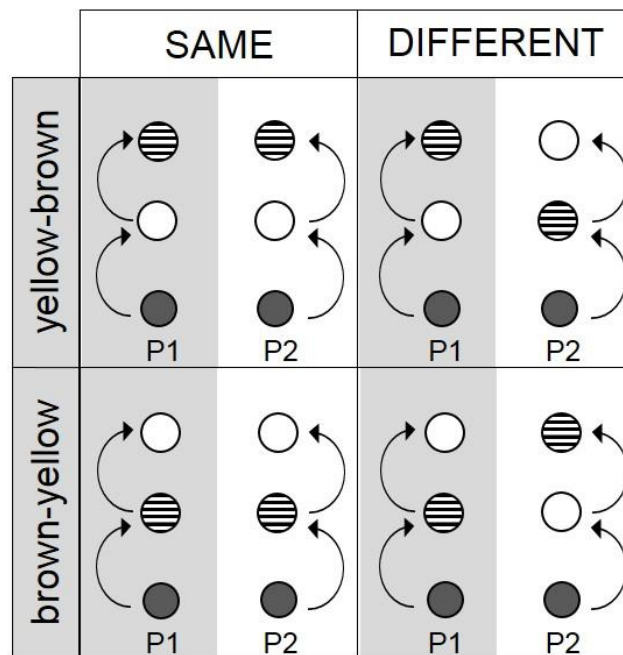 SAME
DIFFERENT
yellow-brown
P1
P2
P1
P2
brown-yellow
P1
P2
P1
P2